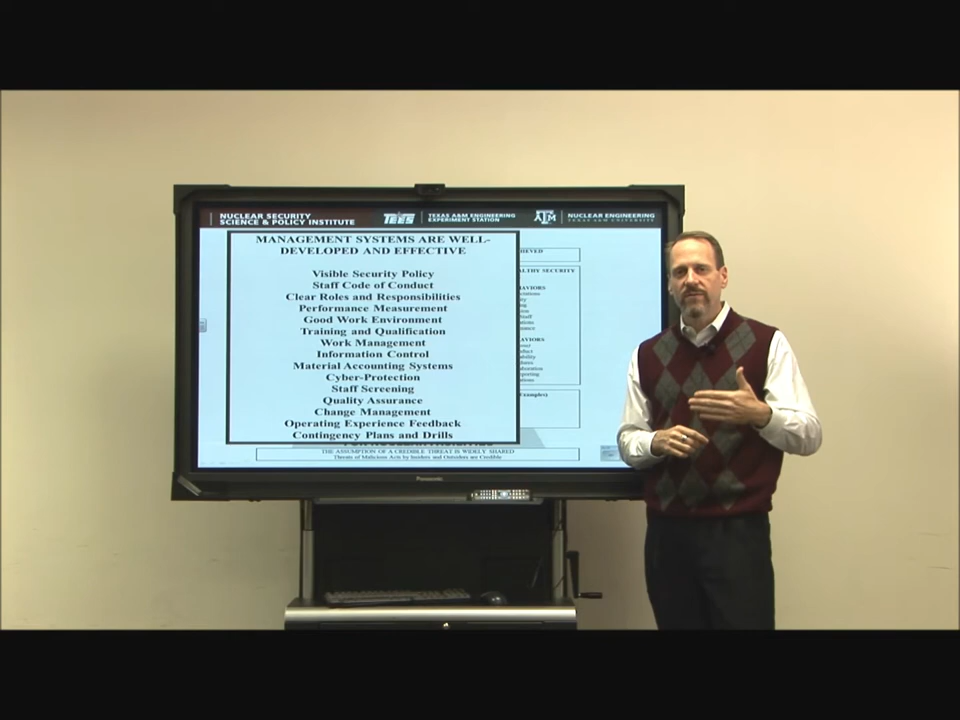 NUCLEAR SECURITY
SCIENCE & POLICY INSTITUTE
TEES
TEXAS A&M ENGINEERING
EXPERIMENT STATION
ATM
NUCLEAR ENGINEERING
TEXAS A&M UNIVERSITY
MANAGEMENT SYSTEMS ARE WELL-
DEVELOPED AND EFFECTIVE
Visible Security Policy
Staff Code of Conduct
Clear Roles and Responsibilities
Performance Measurement
Good Work Environment
Training and Qualification
Work Management
Information Control
Material Accounting Systems
Cyber-Protection
Staff Screening
Quality Assurance
Change Management
Operating Experience Feedback
Contingency Plans and Drills
THE ASSUMPTION OF A CREDIBLE THREAT IS WIDELY SHARED
Threats of Malicious Acts by Insiders and Outsiders are Credible
Panasonic